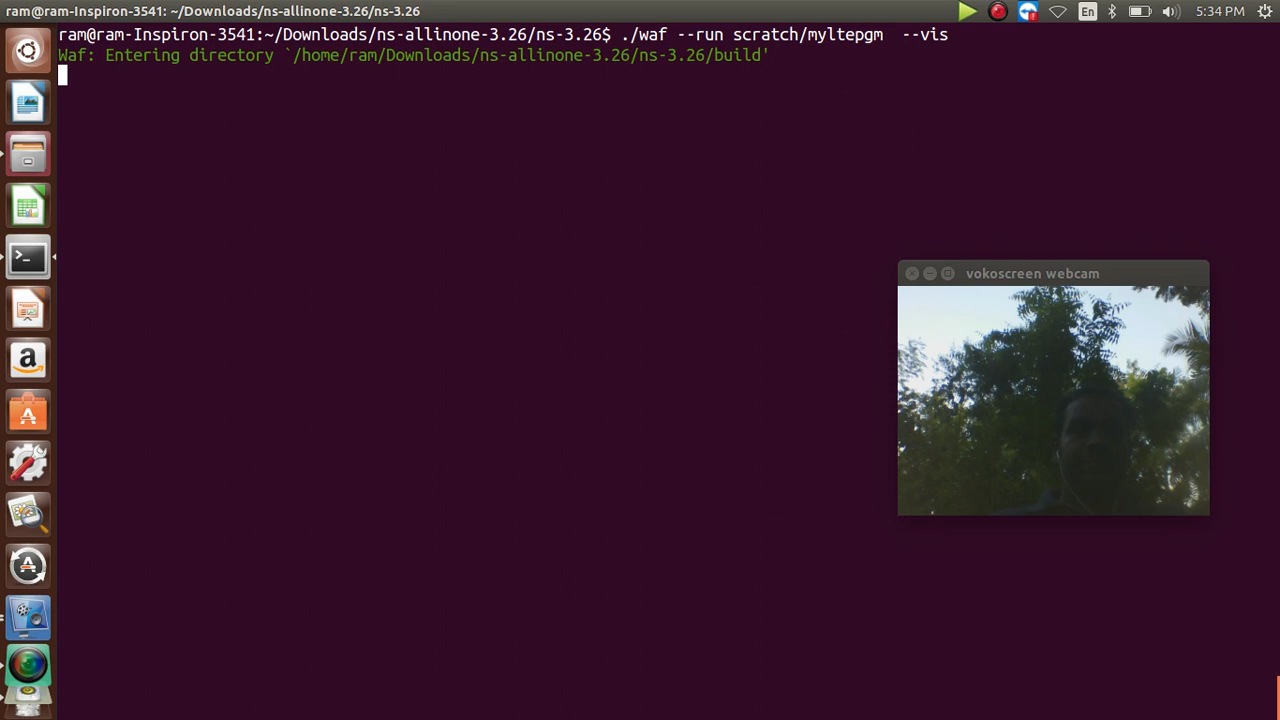 ram@ram-Inspiron-3541: ~/Downloads/ns-allinone-3.26/ns-3.26
En
5:34 PM
ram@ram-Inspiron-3541:~/Downloads/ns-allinone-3.26/ns-3.26$ ./waf --run scratch/myltepgm  --vis
Waf: Entering directory `/home/ram/Downloads/ns-allinone-3.26/ns-3.26/build'
vokoscreen webcam